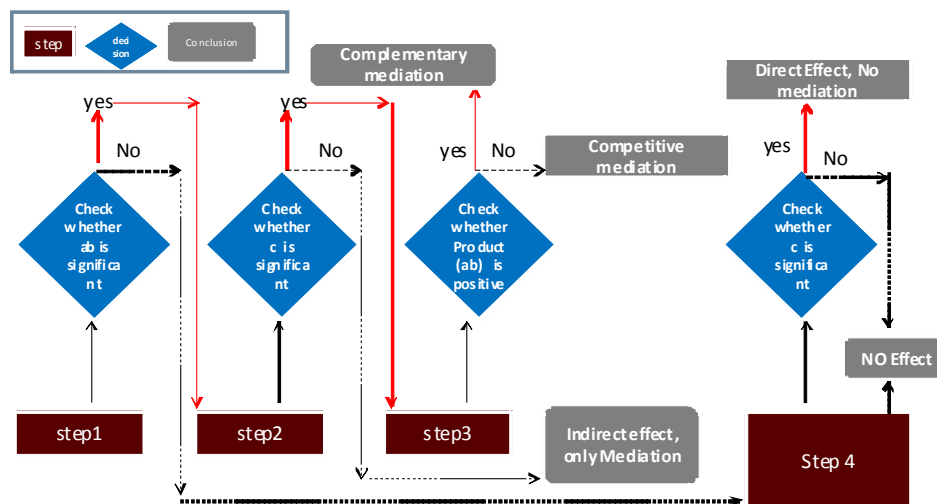 step
deci
sion
Conclusion
Complementary
mediation
Direct Effect, No
mediation
yes
yes
No
No
yes
No
Competitive
mediation
yes
No
Check
whether
ab is
significa
nt
Check
whether
c is
significa
nt
Check
whether
Product
(ab) is
positive
Check
whether
c is
significa
nt
NO Effect
step1
step2
step3
Indirect effect,
only Mediation
Step 4